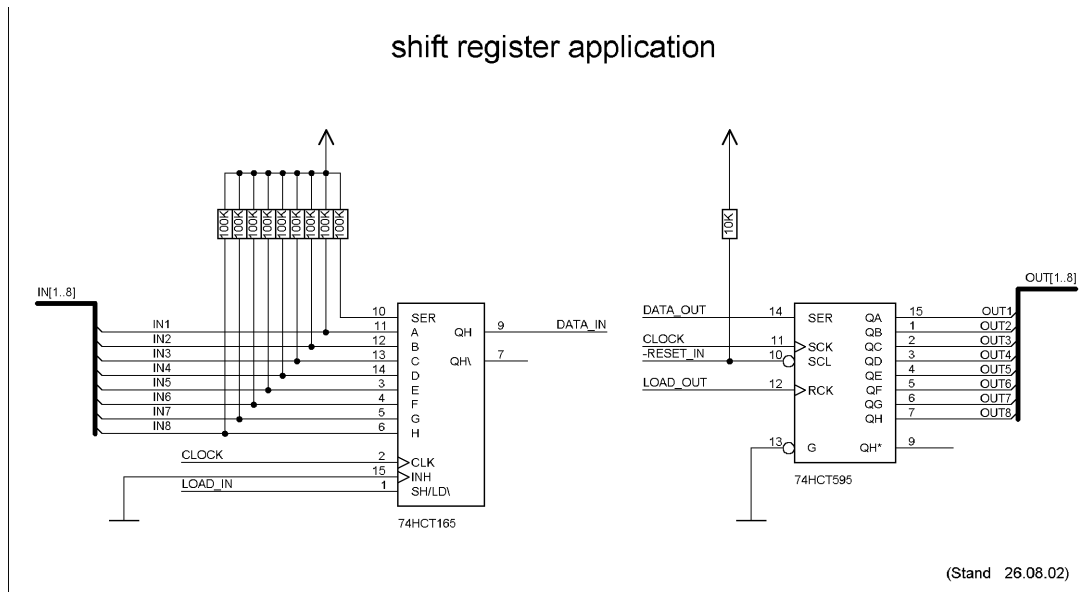 shift register application
100K 100K 100K 100K 100K 100K 100K 100K 100K
10K
IN[1..8]
OUT[1..8]
IN1
IN2
IN3
IN4
IN5
IN6
IN7
IN8
CLOCK
LOAD_IN
10 SER
11 A
12 B
13 C
14 D
3 E
4 F
5 G
6 H
2 CLK
15 INH
1 SH/LD\
QH 9 DATA_IN
QH\ 7
74HCT165
DATA_OUT 14 SER
CLOCK 11 SCK
-RESET_IN 10 SCL
LOAD_OUT 12 RCK
13 G
QA 15 OUT1
QB 1 OUT2
QC 2 OUT3
QD 3 OUT4
QE 4 OUT5
QF 5 OUT6
QG 6 OUT7
QH 7 OUT8
QH* 9
74HCT595
(Stand 26.08.02)